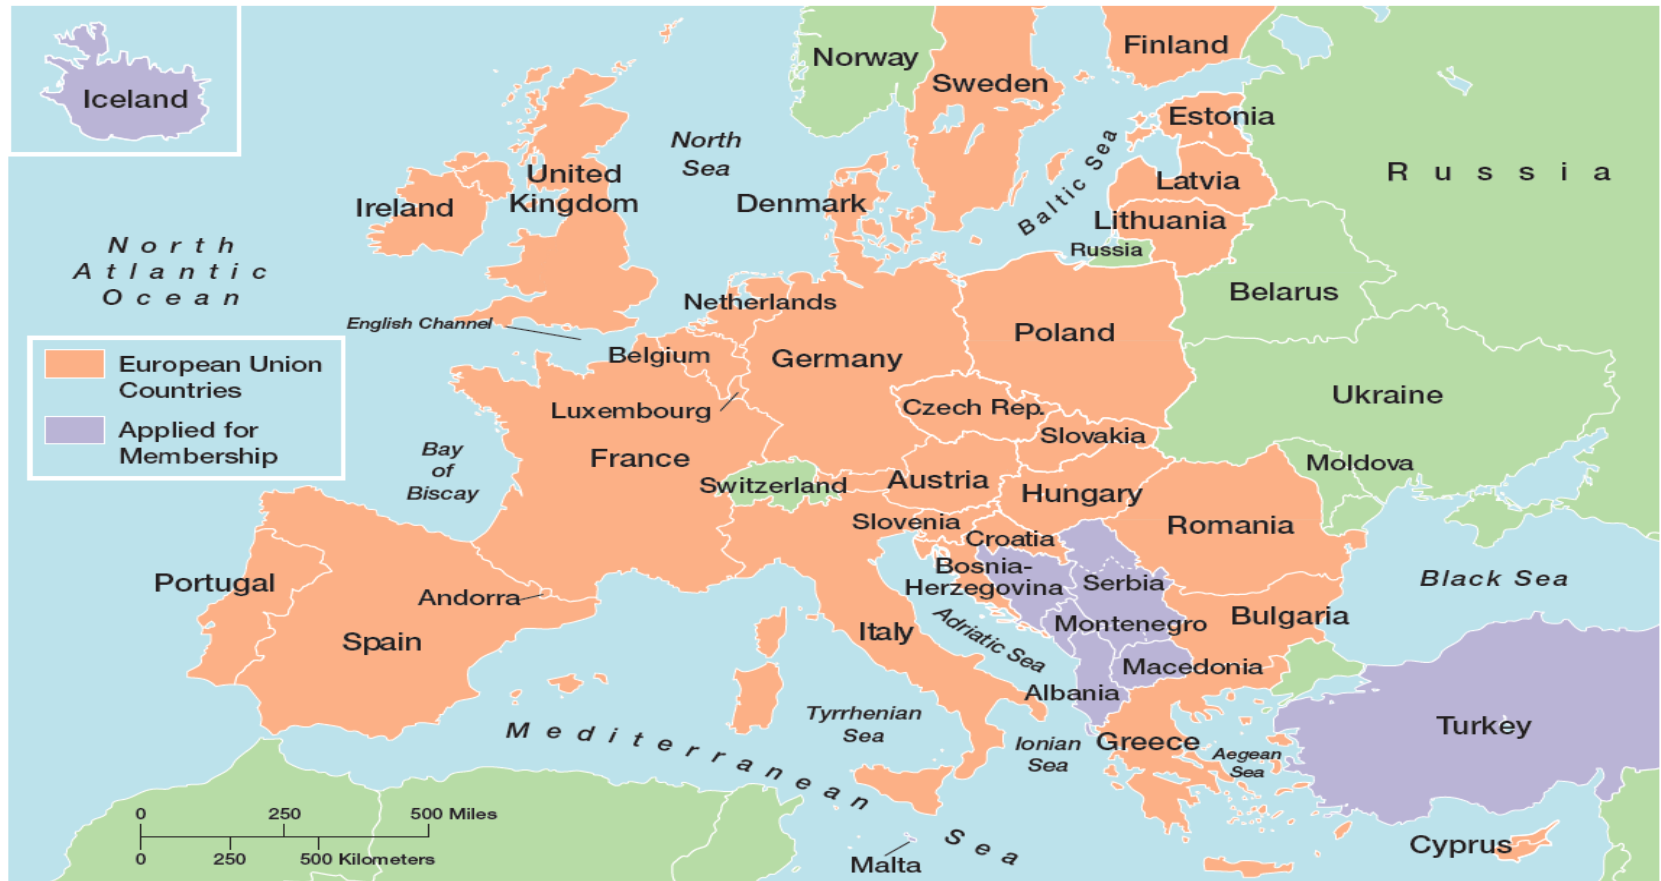 Iceland
Norway
Sweden
Finland
Estonia
North
Sea
Baltic Sea
Russia
Latvia
United
Kingdom
Ireland
Denmark
Lithuania
Russia
North
Atlantic
Ocean
Belarus
Netherlands
English Channel
Poland
Belgium
Germany
European Union
Countries
Applied for
Membership
Ukraine
Luxembourg
Czech Rep.
Slovakia
Bay
of
Biscay
France
Moldova
Switzerland
Austria
Hungary
Slovenia
Croatia
Romania
Bosnia-
Herzegovina
Serbia
Black Sea
Portugal
Andorra
Adriatic Sea
Montenegro
Bulgaria
Spain
Italy
Macedonia
Albania
Tyrrhenian
Sea
Turkey
Mediterranean Sea
Ionian
Sea
Greece
Aegean
Sea
0 250 500 Miles
0 250 500 Kilometers
Malta
Cyprus